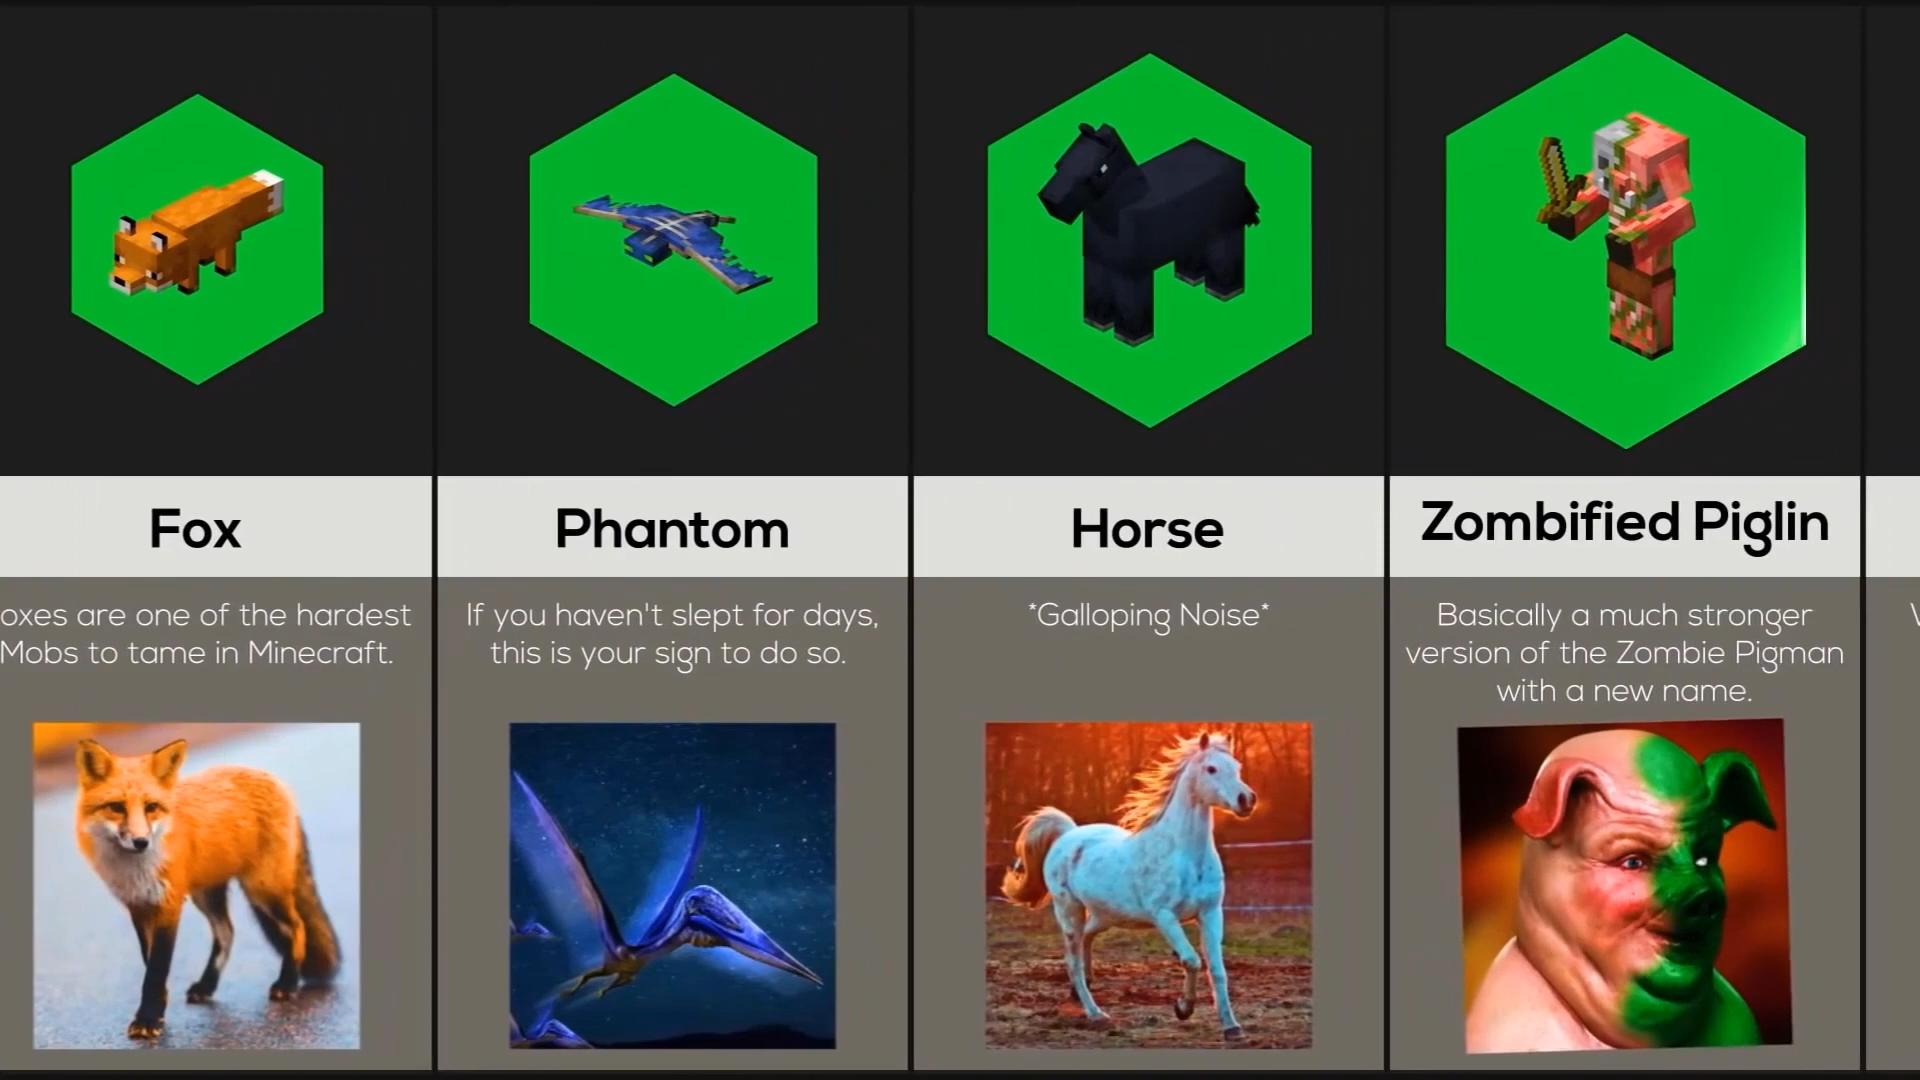 Fox
oxes are one of the hardest
Mobs to tame in Minecraft.
Phantom
If you haven't slept for days,
this is your sign to do so.
Horse
*Galloping Noise*
Zombified Piglin
Basically a much stronger
version of the Zombie Pigman
with a new name.